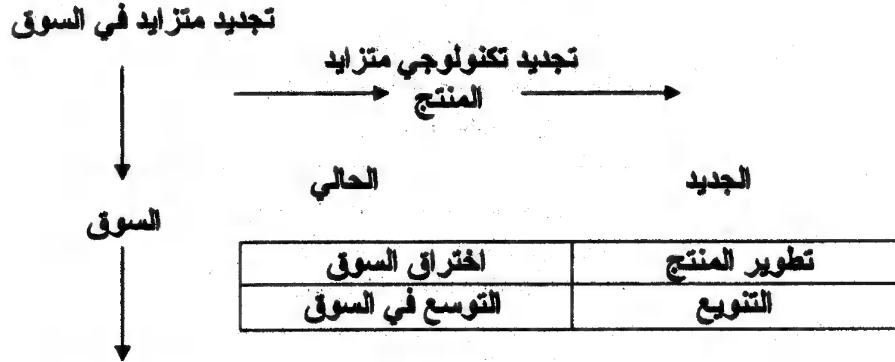 تجديد متزايد في السوق
تجديد تكنولوجي متزايد
المنتج
الجديد
الحالي
السوق
تطوير المنتج
اختراق السوق
التنويع
التوسع في السوق